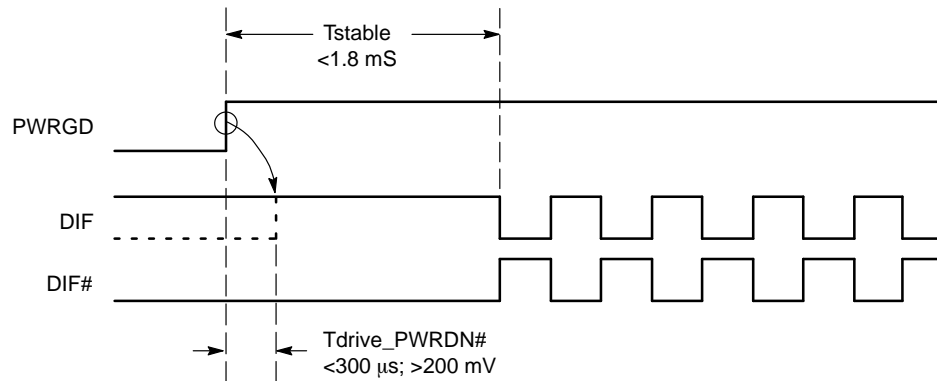 Tstable
<1.8 mS
PWRGD
DIF
DIF#
Tdrive_PWRDN#
<300 μs; >200 mV